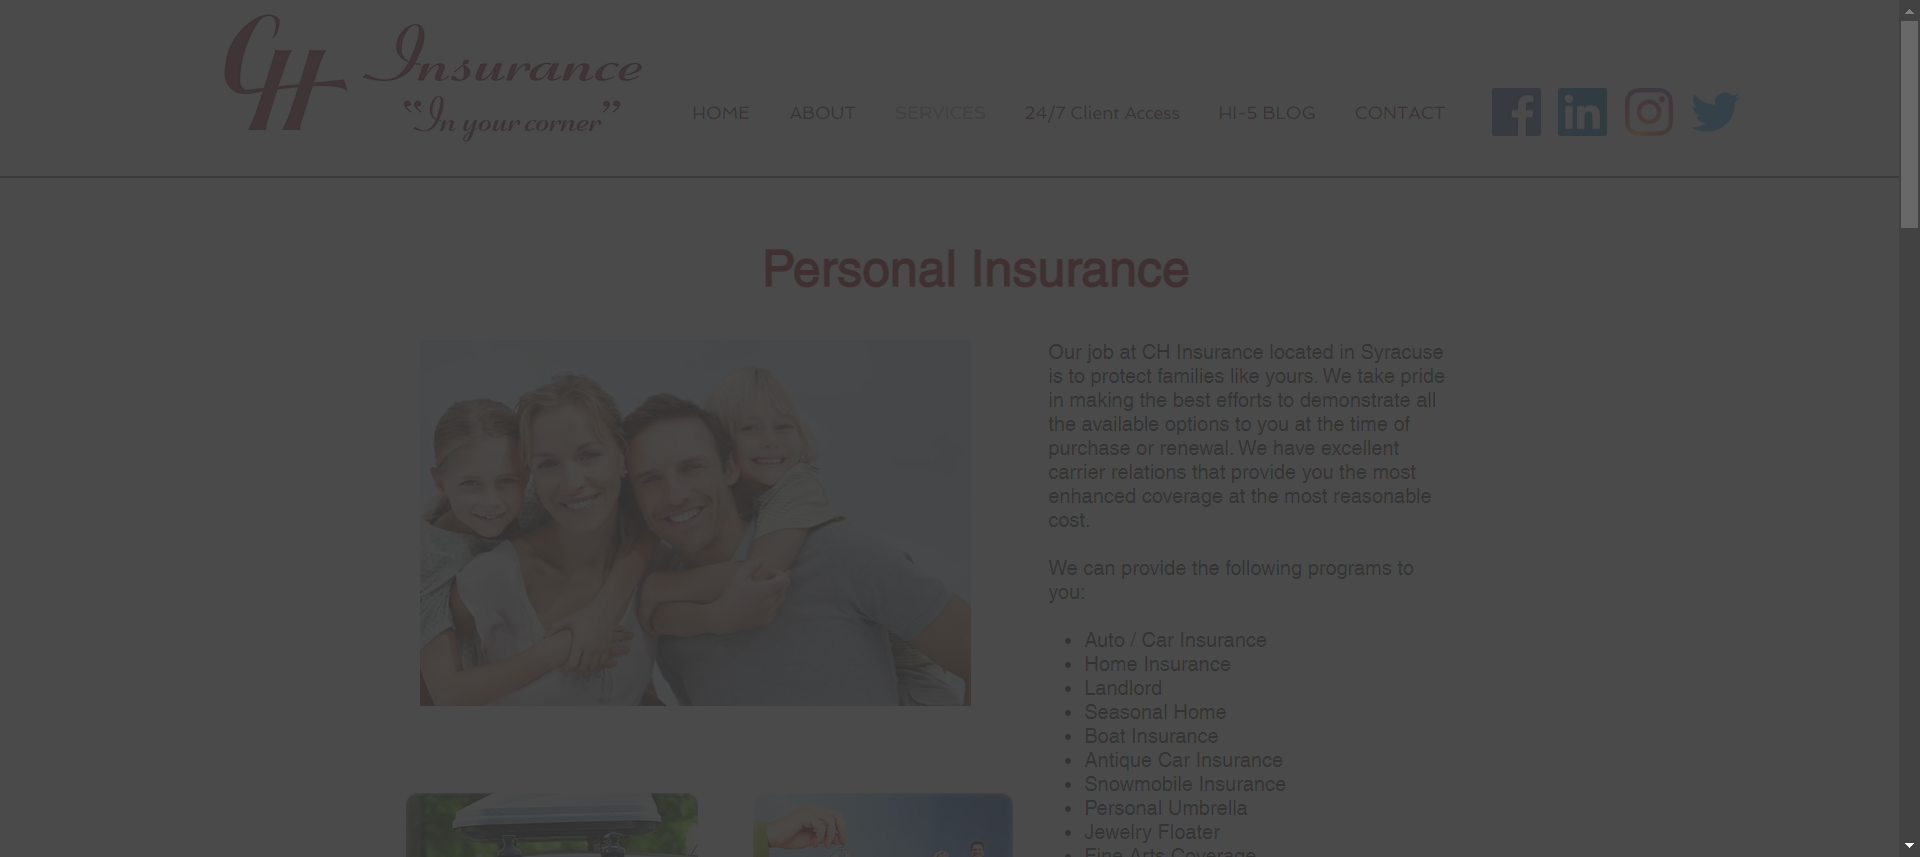 CH Insurance
"In your corner"
HOME ABOUT SERVICES 24/7 Client Access HI-5 BLOG CONTACT
Personal Insurance
Our job at CH Insurance located in Syracuse
is to protect families like yours. We take pride
in making the best efforts to demonstrate all
the available options to you at the time of
purchase or renewal. We have excellent
carrier relations that provide you the most
enhanced coverage at the most reasonable
cost.
We can provide the following programs to
you:
Auto / Car Insurance
Home Insurance
Landlord
Seasonal Home
Boat Insurance
Antique Car Insurance
Snowmobile Insurance
Personal Umbrella
Jewelry Floater
Fine Arts Coverage